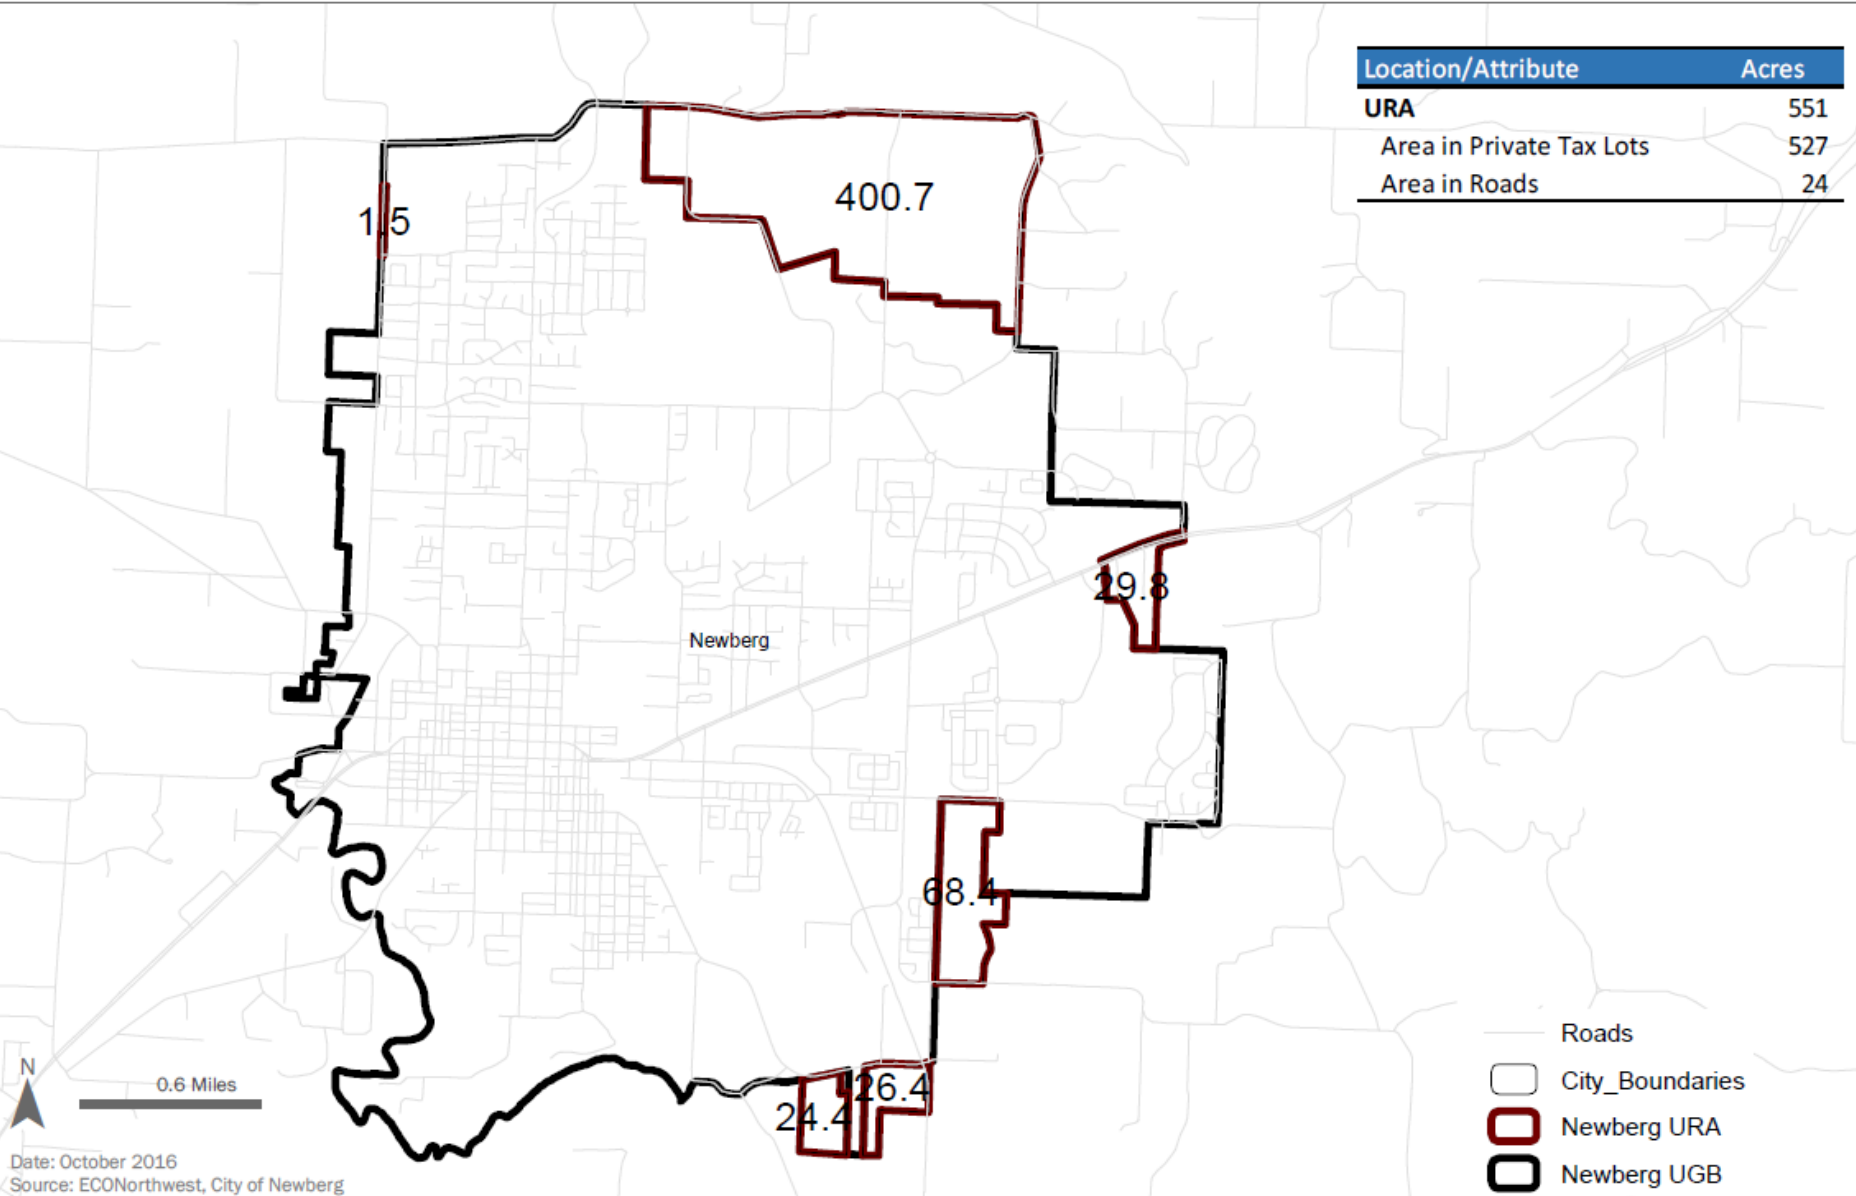 Location/Attribute Acres
URA 551
Area in Private Tax Lots 527
Area in Roads 24
400.7
1.5
29.8
Newberg
68.4
26.4
24.4
N
0.6 Miles
Roads
City_Boundaries
Newberg URA
Newberg UGB
Date: October 2016
Source: ECONorthwest, City of Newberg